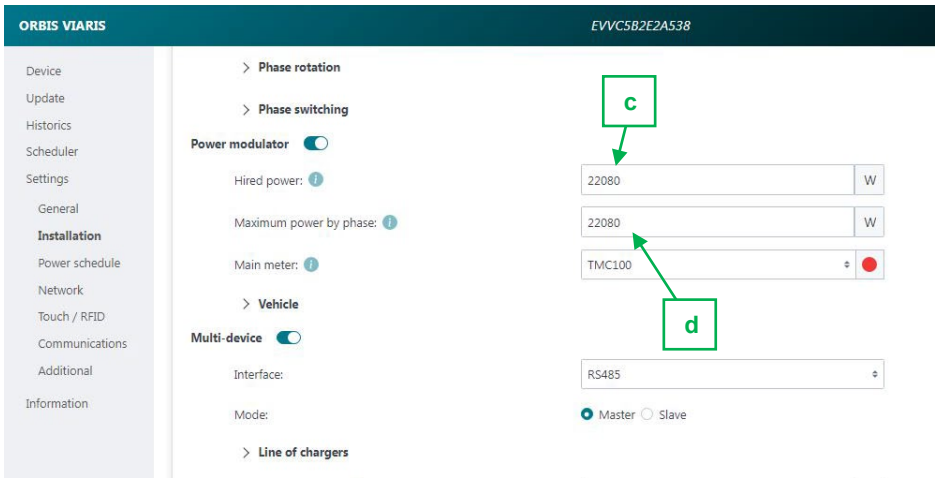 ORBIS VIARIS EVVC5B2E2A538
Device
Update
Historics
Scheduler
Settings
General
Installation
Power schedule
Network
Touch / RFID
Communications
Additional
Information
> Phase rotation
> Phase switching
Power modulator
Hired power: i 22080 W
Maximum power by phase: i 22080 W
Main meter: i TMC100
> Vehicle
Multi-device
Interface: RS485
Mode: Master Slave
> Line of chargers
c
d